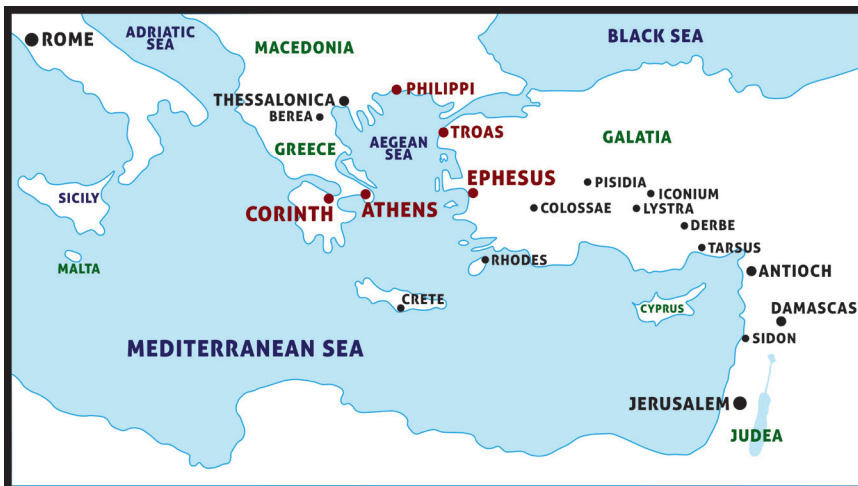 ROME
ADRIATIC
SEA
MACEDONIA
BLACK SEA
PHILIPPI
THESSALONICA
BEREA
TROAS
AEGEAN
SEA
GREECE
GALATIA
EPHESUS
PISIDIA
ICONIUM
SICILY
CORINTH
ATHENS
COLOSSAE
LYSTRA
DERBE
TARSUS
MALTA
RHODES
ANTIOCH
CRETE
CYPRUS
DAMASCAS
MEDITERRANEAN SEA
SIDON
JERUSALEM
JUDEA